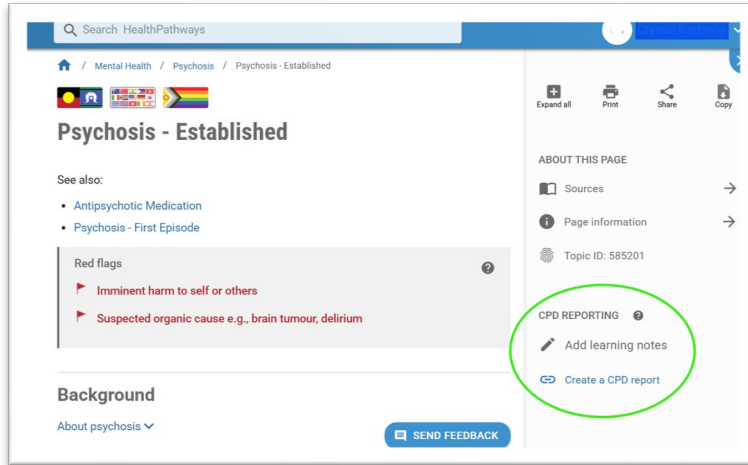 Search HealthPathways
/ Mental Health / Psychosis / Psychosis - Established
Psychosis - Established
See also:
• Antipsychotic Medication
• Psychosis - First Episode
Red flags
Imminent harm to self or others
Suspected organic cause e.g., brain tumour, delirium
Background
About psychosis
SEND FEEDBACK
Expand all Print Share Copy
ABOUT THIS PAGE
Sources
Page information
Topic ID: 585201
CPD REPORTING
Add learning notes
Create a CPD report